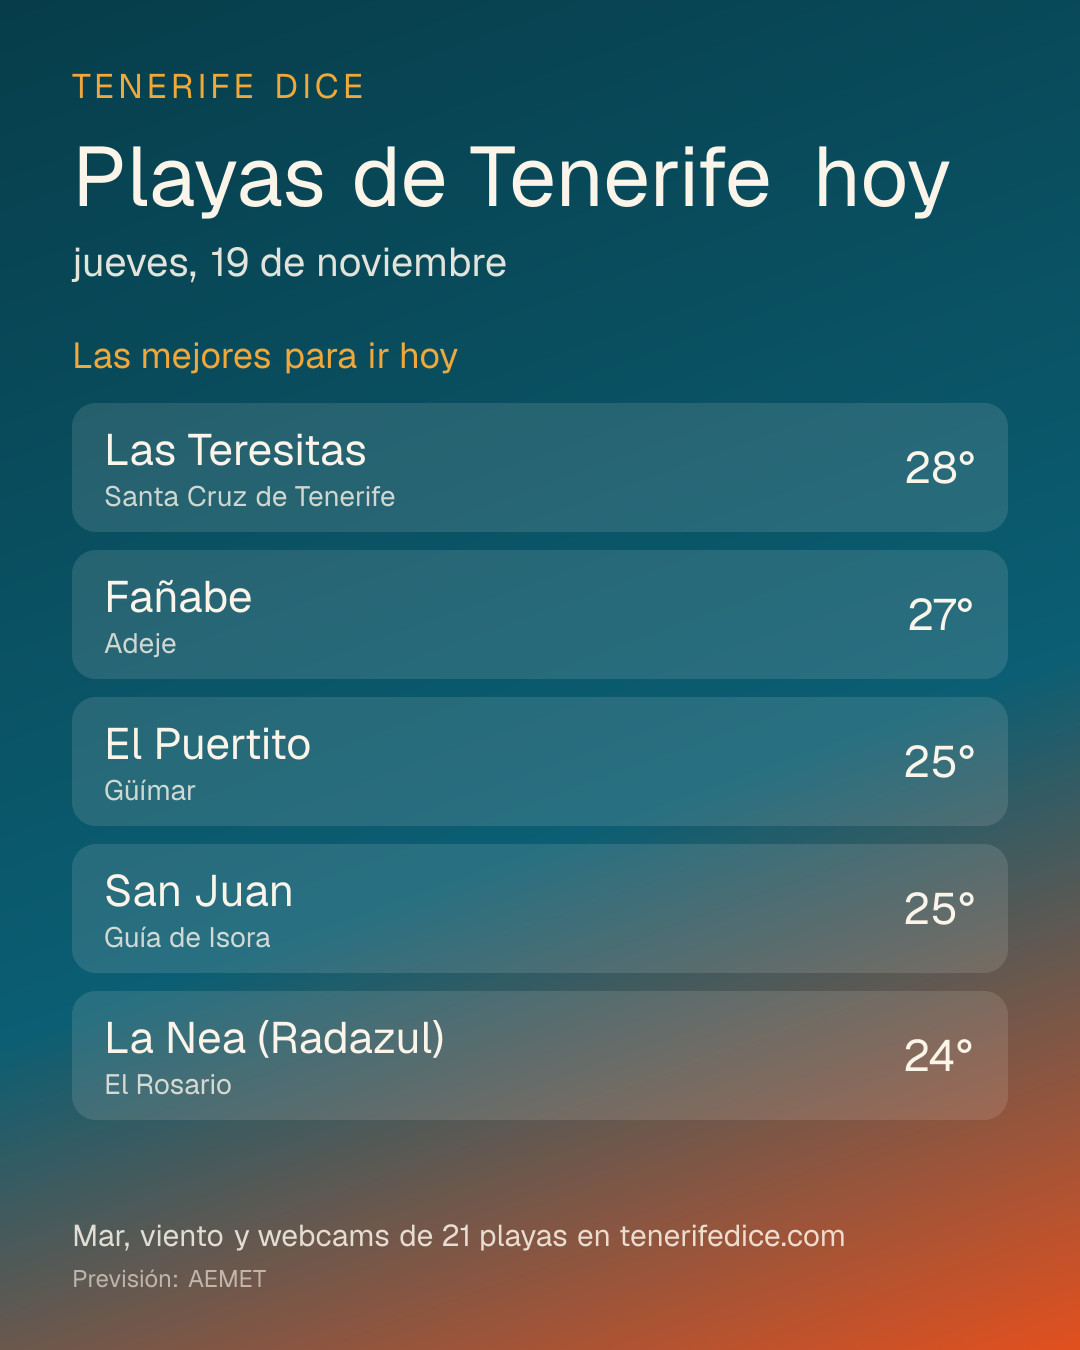 TENERIFE DICE
Playas de Tenerife hoy
jueves, 19 de noviembre
Las mejores para ir hoy
Las Teresitas
Santa Cruz de Tenerife
28°
Fañabe
Adeje
27°
El Puertito
Güímar
25°
San Juan
Guía de Isora
25°
La Nea (Radazul)
El Rosario
24°
Mar, viento y webcams de 21 playas en tenerifedice.com
Previsión: AEMET